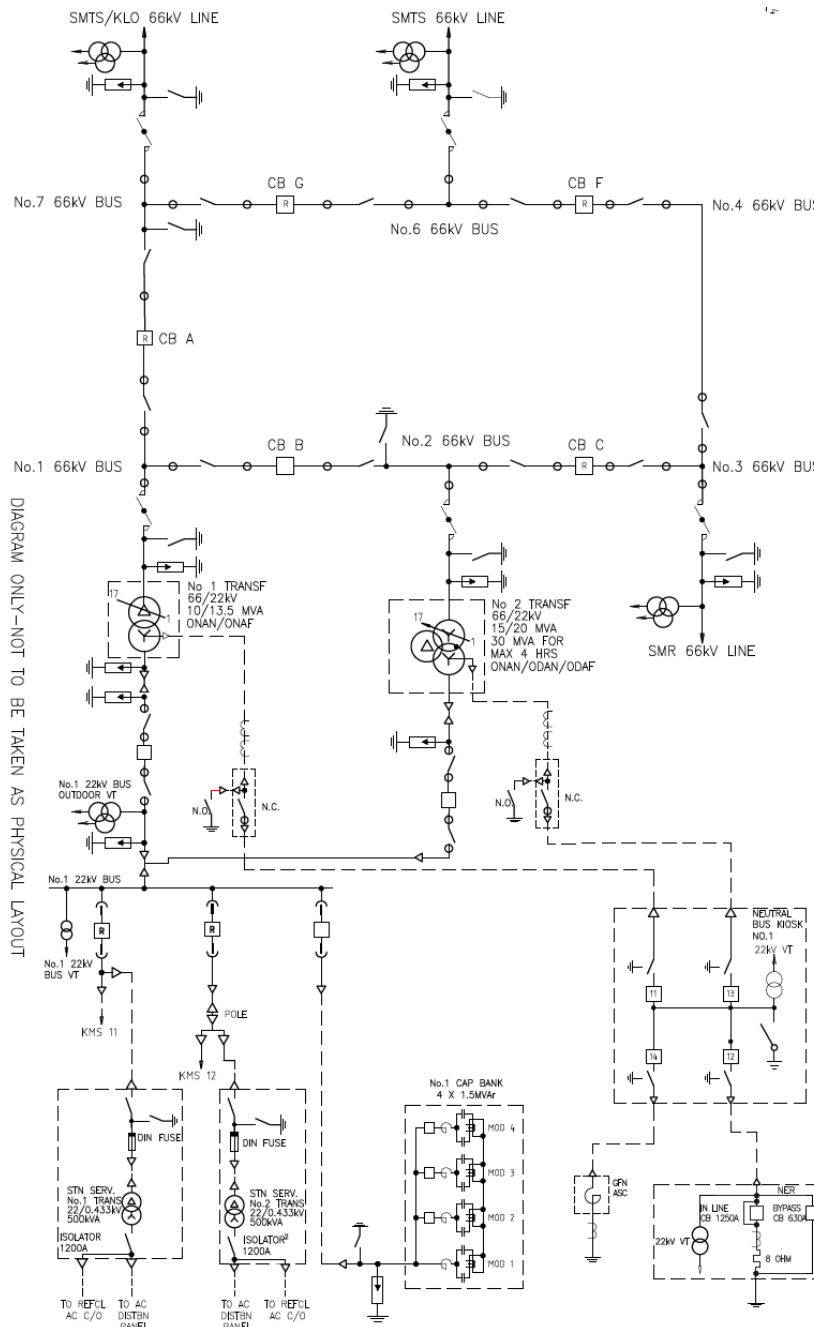 SMTS/KLO 66kV LINE
SMTS 66kV LINE
CB G
R
CB F
R
No.7 66kV BUS
No.6 66kV BUS
No.4 66kV BUS
R
CB A
No.1 66kV BUS
CB B
No.2 66kV BUS
CB C
R
No.3 66kV BUS
DIAGRAM ONLY-NOT TO BE TAKEN AS PHYSICAL LAYOUT
17
1
No 1 TRANSF
66/22kV
10/13.5 MVA
ONAN/ONAF
17
1
No 2 TRANSF
66/22kV
15/20 MVA
30 MVA FOR
MAX 4 HRS
ONAN/ODAN/ODAF
SMR 66kV LINE
No.1 22kV BUS
OUTDOOR VT
N.O.
N.C.
N.O.
N.C.
No.1 22kV BUS
R
R
No.1 22kV
BUS VT
KMS 11
POLE
KMS 12
NEUTRAL
BUS KIOSK
NO.1
22kV VT
11
13
14
12
DIN FUSE
STN SERV.
No.1 TRANS
22/0.433kV
500kVA
ISOLATOR
1200A
DIN FUSE
STN SERV.
No.2 TRANS
22/0.433kV
500kVA
ISOLATOR2
1200A
TO REFCL
AC C/O
TO AC
DISTBN
PANEL
TO AC
DISTBN
PANEL
TO REFCL
AC C/O
No.1 CAP BANK
4 X 1.5MVAr
MOD 4
MOD 3
MOD 2
MOD 1
GFN
ASC
NER
IN LINE
CB 1250A
BYPASS
CB 630A
22kV VT
8 OHM